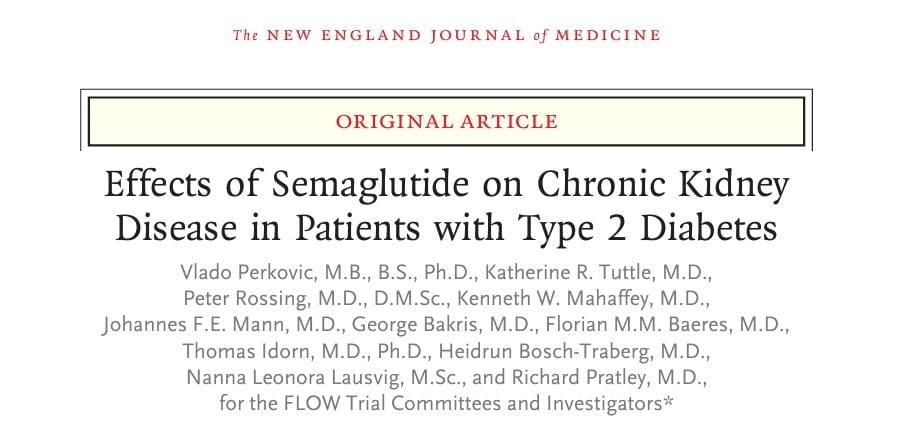 The NEW ENGLAND JOURNAL of MEDICINE
ORIGINAL ARTICLE
Effects of Semaglutide on Chronic Kidney
Disease in Patients with Type 2 Diabetes
Vlado Perkovic, M.B., B.S., Ph.D., Katherine R. Tuttle, M.D.,
Peter Rossing, M.D., D.M.Sc., Kenneth W. Mahaffey, M.D.,
Johannes F.E. Mann, M.D., George Bakris, M.D., Florian M.M. Baeres, M.D.,
Thomas Idorn, M.D., Ph.D., Heidrun Bosch-Traberg, M.D.,
Nanna Leonora Lausvig, M.Sc., and Richard Pratley, M.D.,
for the FLOW Trial Committees and Investigators*